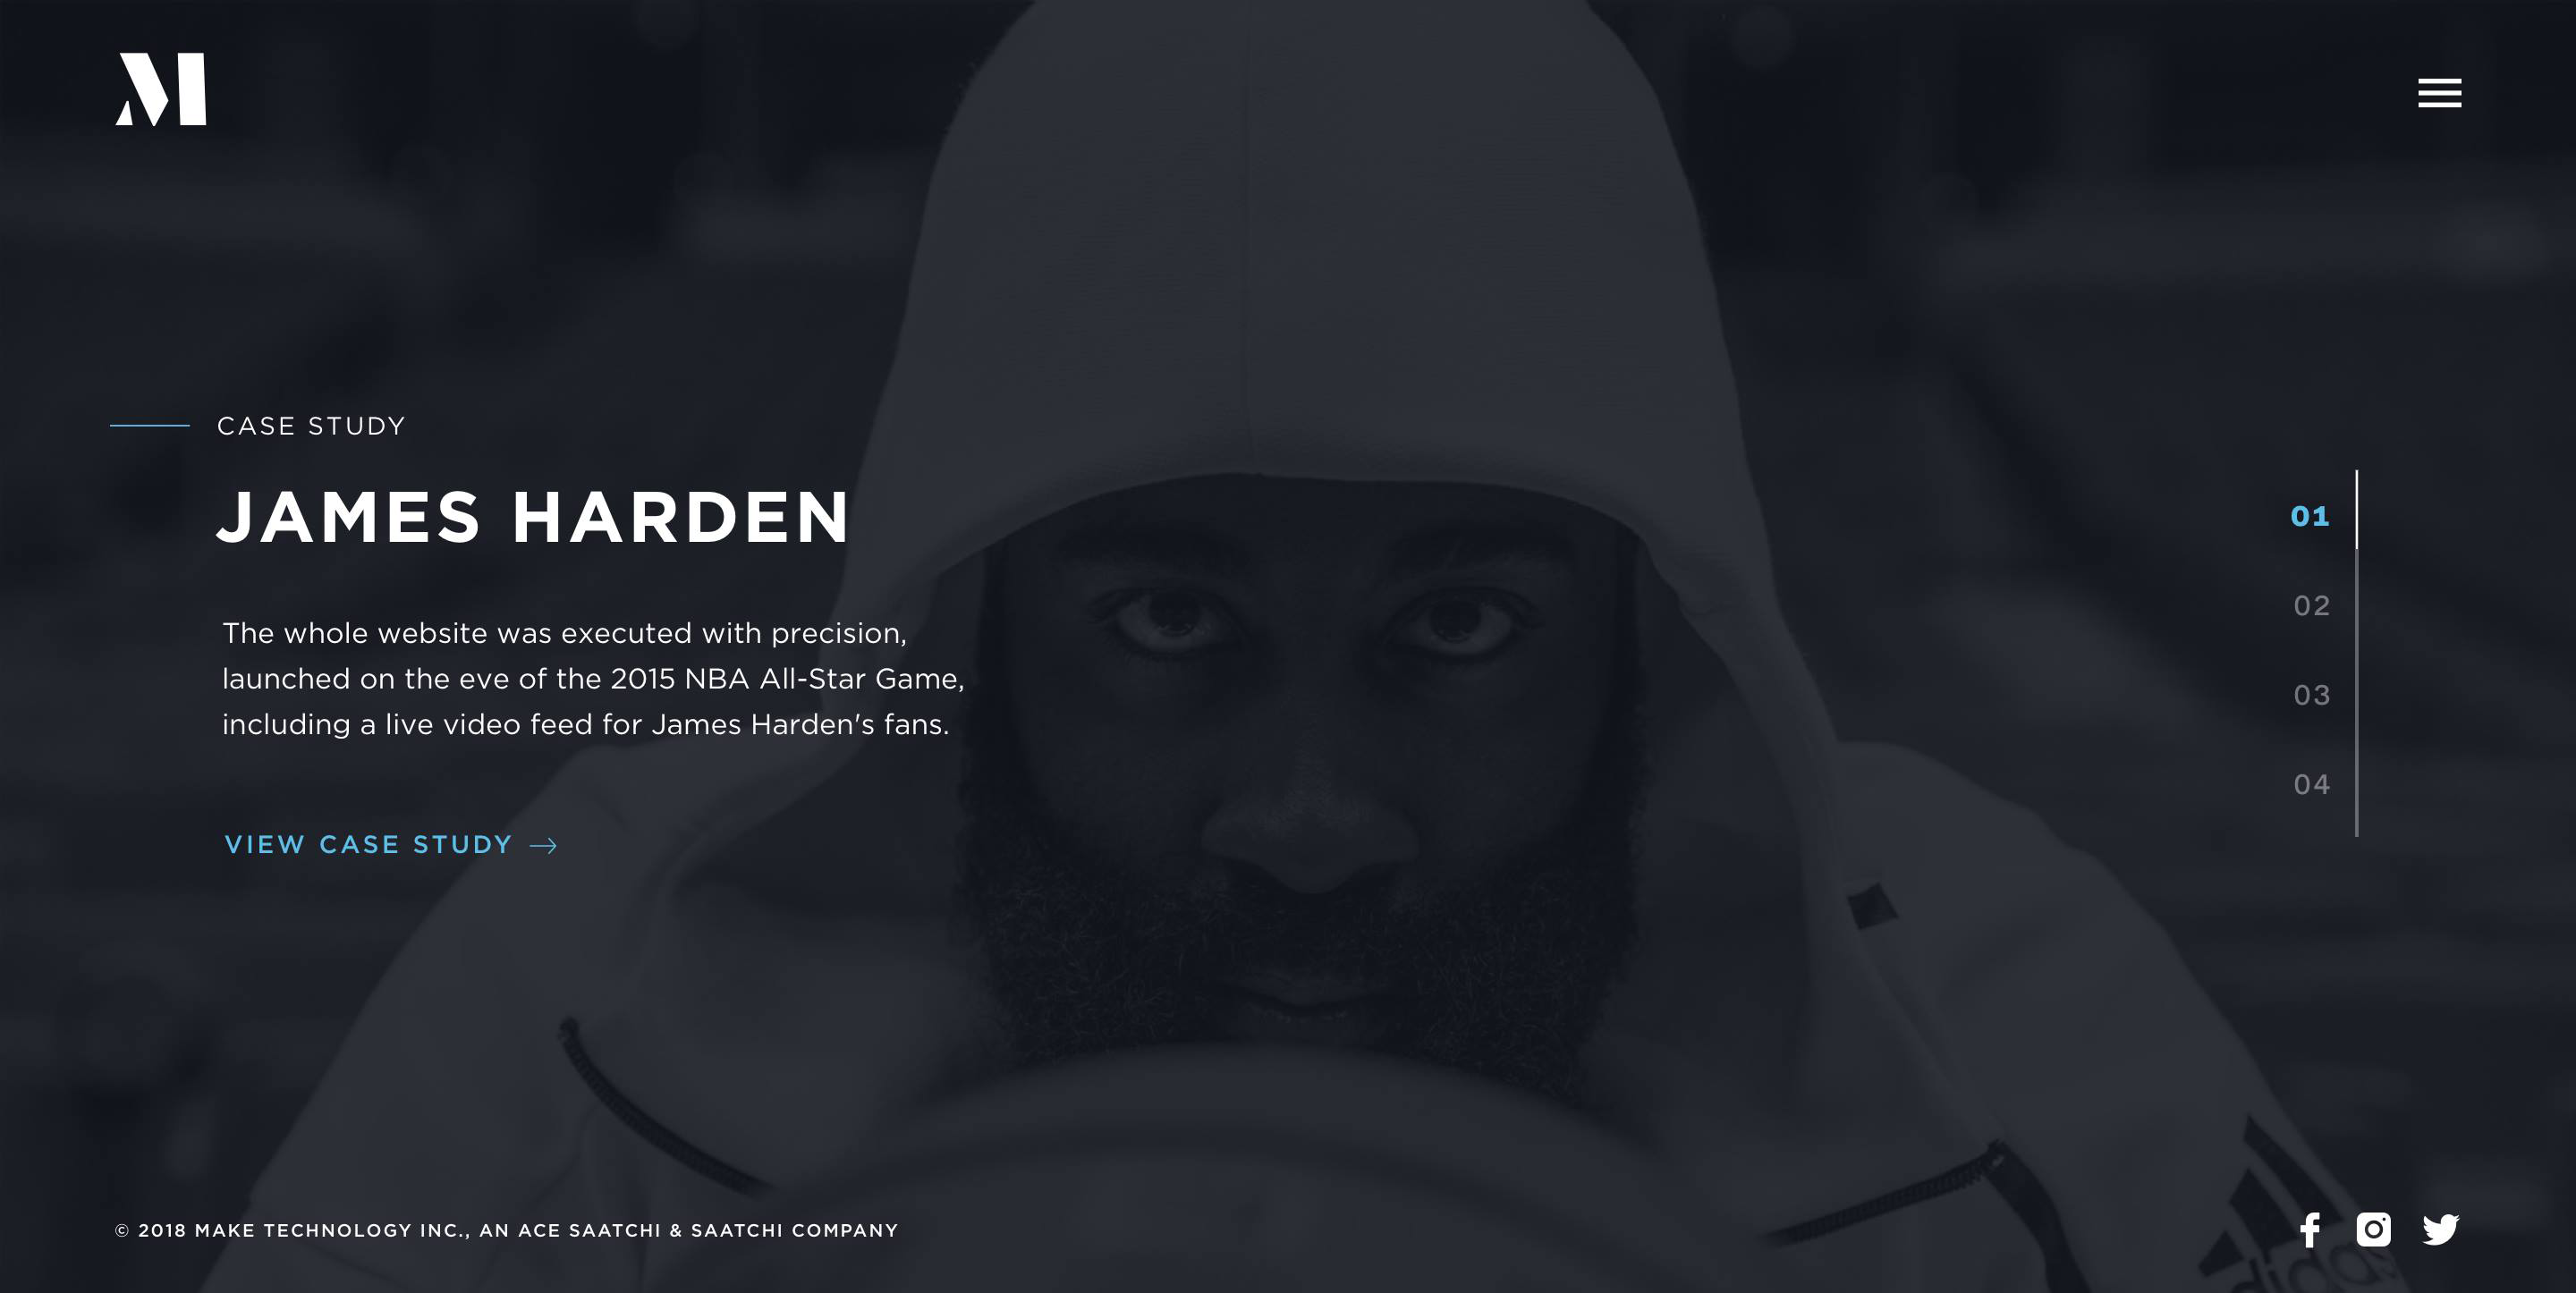 M
CASE STUDY
JAMES HARDEN
The whole website was executed with precision,
launched on the eve of the 2015 NBA All-Star Game,
including a live video feed for James Harden's fans.
VIEW CASE STUDY →
01
02
03
04
© 2018 MAKE TECHNOLOGY INC., AN ACE SAATCHI & SAATCHI COMPANY
adidas